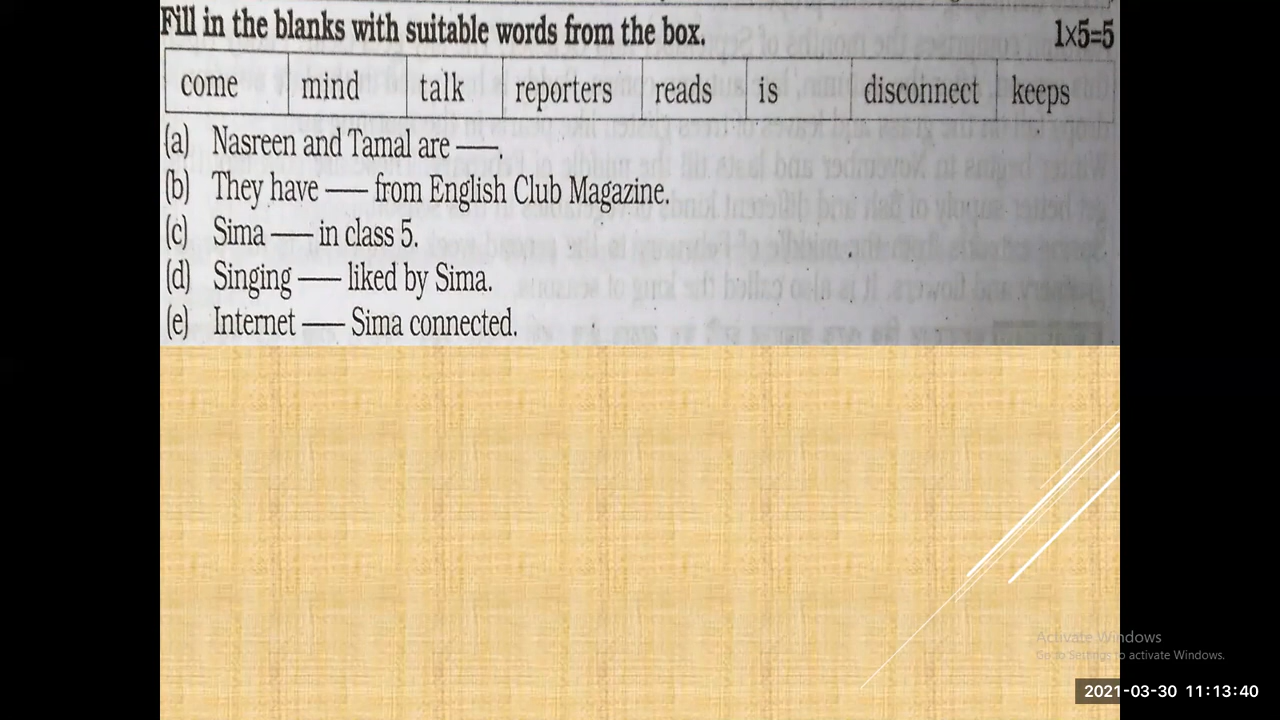 Fill in the blanks with suitable words from the box. 1×5=5
come mind talk reporters reads is disconnect keeps
(a) Nasreen and Tamal are ——.
(b) They have —— from English Club Magazine.
(c) Sima —— in class 5.
(d) Singing —— liked by Sima.
(e) Internet —— Sima connected.
Activate Windows
Go to Settings to activate Windows.
2021-03-30 11:13:40